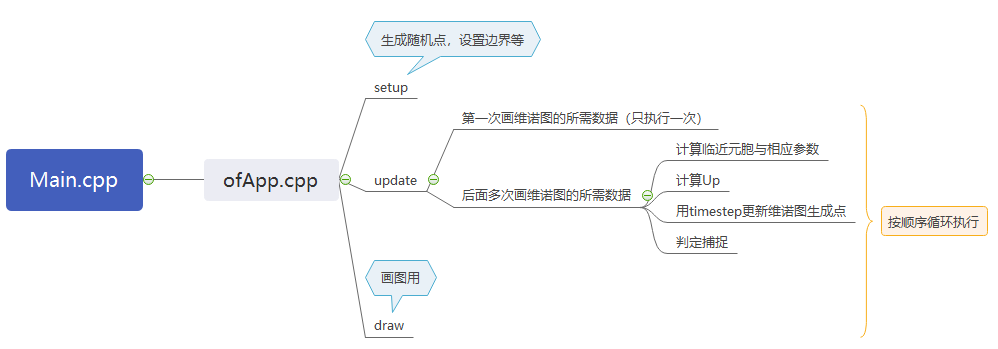 Main.cpp
ofApp.cpp
生成随机点，设置边界等
setup
update
第一次画维诺图的所需数据（只执行一次）
后面多次画维诺图的所需数据
计算临近元胞与相应参数
计算Up
用timestep更新维诺图生成点
判定捕捉
按顺序循环执行
画图用
draw